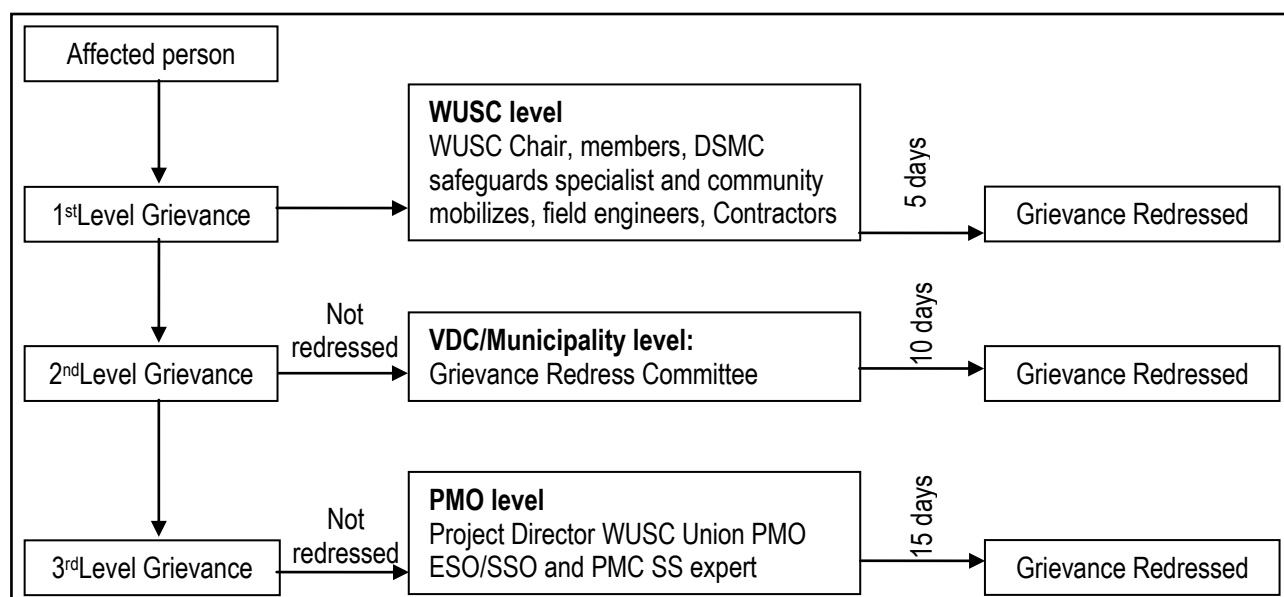 Affected person
WUSC level
WUSC Chair, members, DSMC
safeguards specialist and community
mobilizes, field engineers, Contractors
5 days
1stLevel Grievance
Grievance Redressed
Not
redressed
VDC/Municipality level:
Grievance Redress Committee
10 days
2ndLevel Grievance
Grievance Redressed
Not
redressed
PMO level
Project Director WUSC Union PMO
ESO/SSO and PMC SS expert
15 days
3rdLevel Grievance
Grievance Redressed